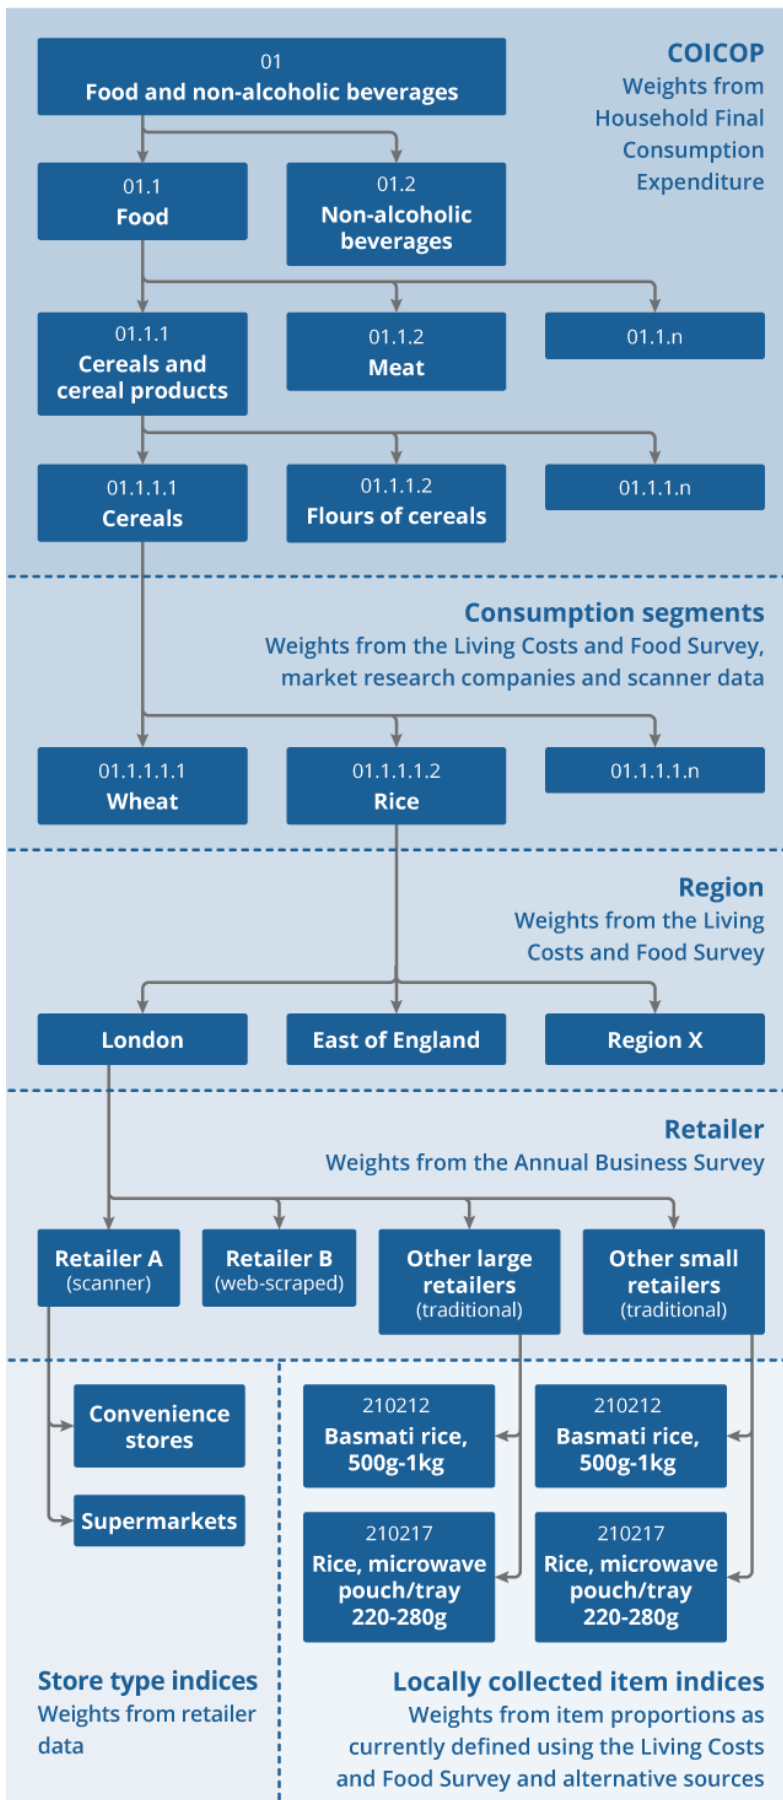 01
Food and non-alcoholic beverages
COICOP
Weights from
Household Final
Consumption
Expenditure
01.1
Food
01.2
Non-alcoholic
beverages
01.1.1
Cereals and
cereal products
01.1.2
Meat
01.1.n
01.1.1.1
Cereals
01.1.1.2
Flours of cereals
01.1.1.n
Consumption segments
Weights from the Living Costs and Food Survey,
market research companies and scanner data
01.1.1.1.1
Wheat
01.1.1.1.2
Rice
01.1.1.1.n
Region
Weights from the Living
Costs and Food Survey
London
East of England
Region X
Retailer
Weights from the Annual Business Survey
Retailer A
(scanner)
Retailer B
(web-scraped)
Other large
retailers
(traditional)
Other small
retailers
(traditional)
Convenience
stores
Supermarkets
210212
Basmati rice,
500g-1kg
210212
Basmati rice,
500g-1kg
210217
Rice, microwave
pouch/tray
220-280g
210217
Rice, microwave
pouch/tray
220-280g
Store type indices
Weights from retailer
data
Locally collected item indices
Weights from item proportions as
currently defined using the Living Costs
and Food Survey and alternative sources